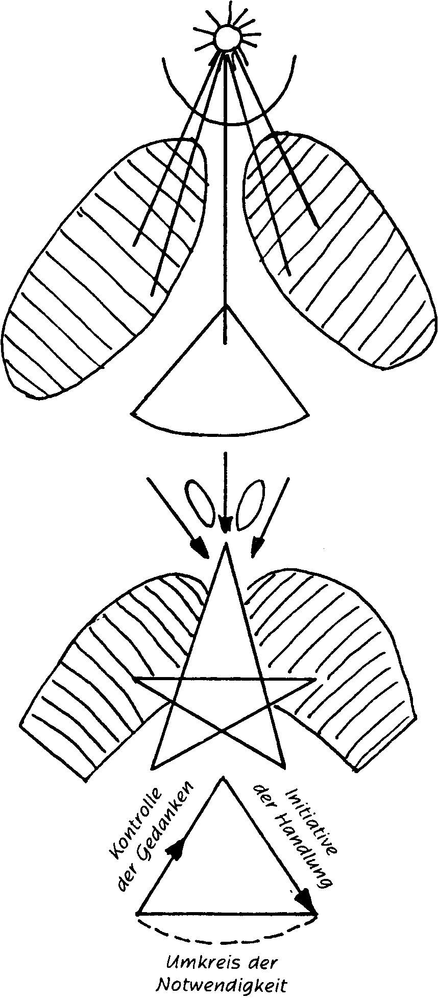 Kontrolle
der Gedanken
Initiative
der Handlung
Umkreis der
Notwendigkeit